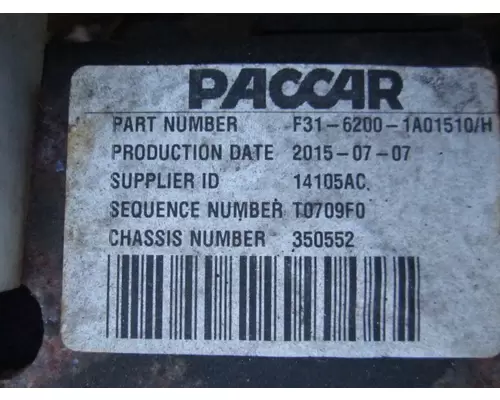 PACCAR
PART NUMBER F31-6200-1A01510/H
PRODUCTION DATE 2015-07-07
SUPPLIER ID 14105AC
SEQUENCE NUMBER T0709F0
CHASSIS NUMBER 350552